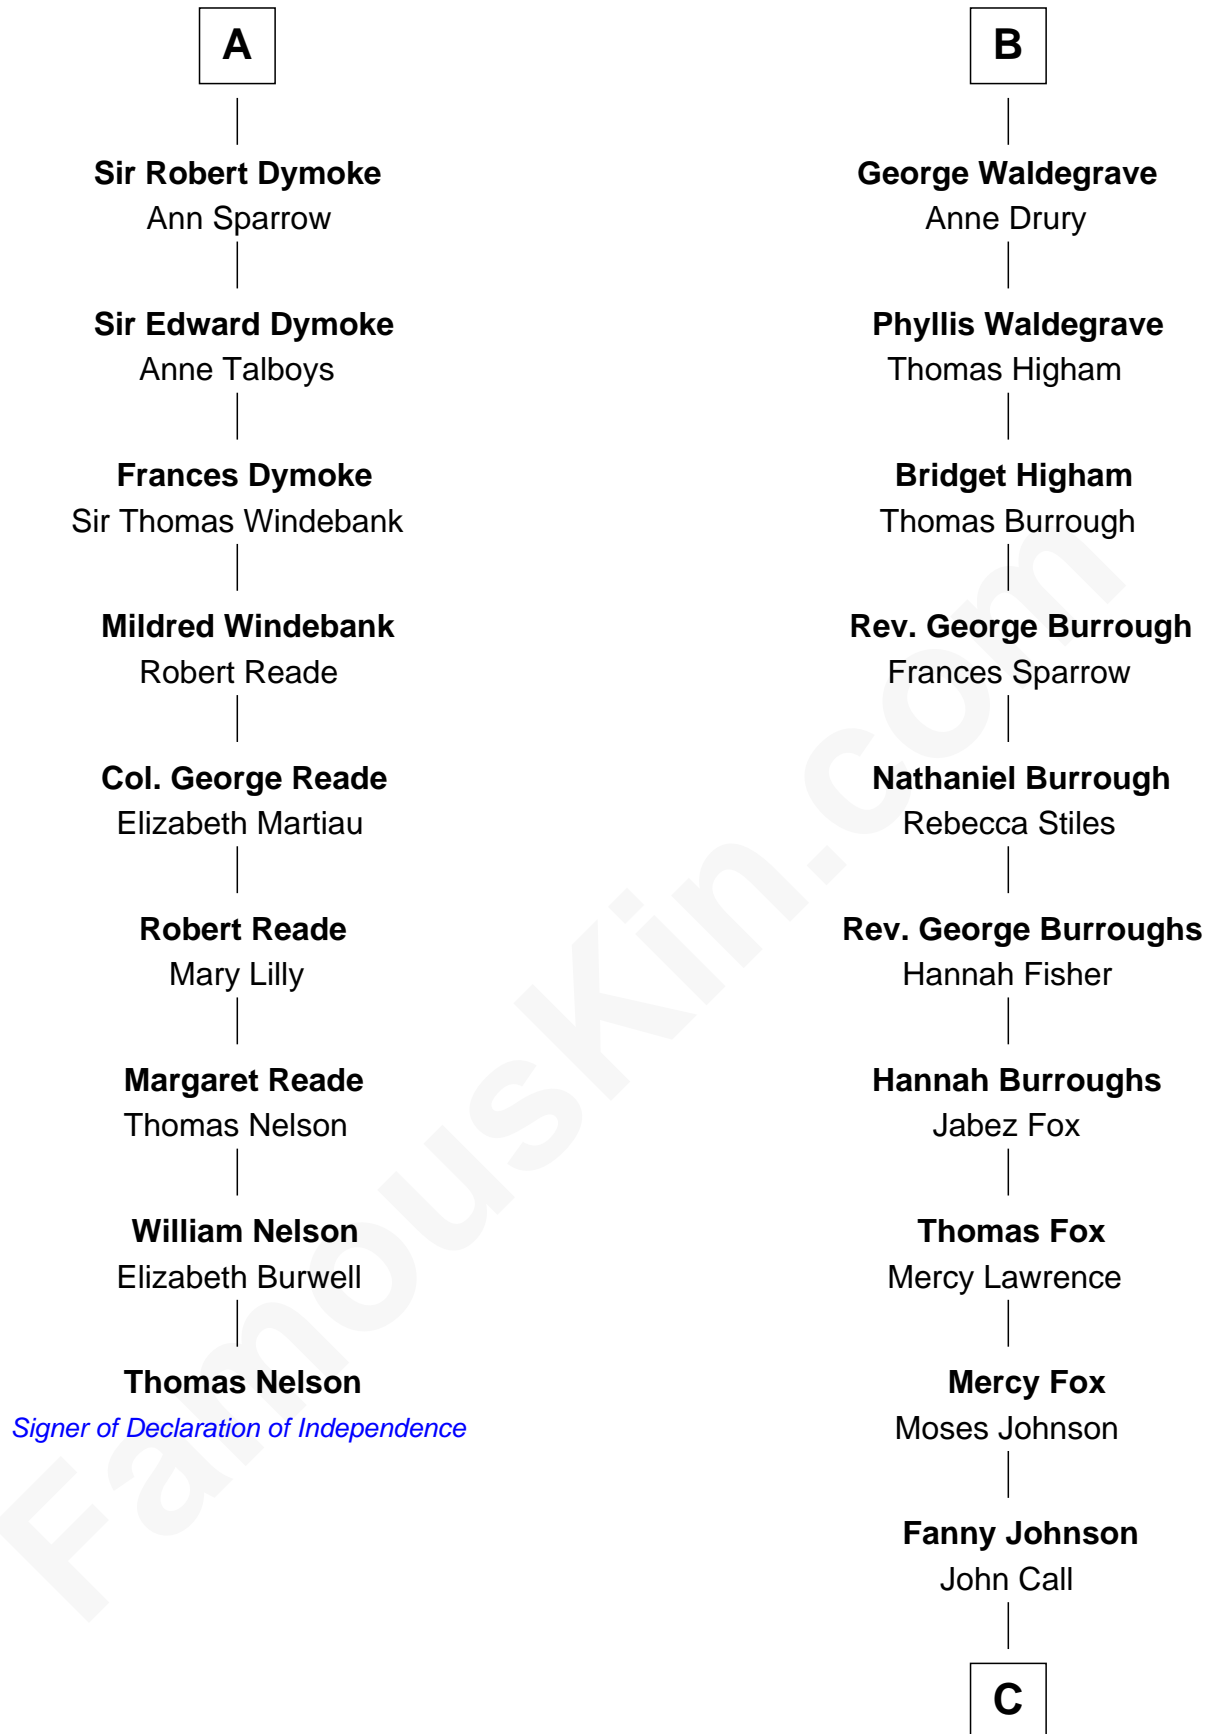 A
Sir Robert Dymoke
Ann Sparrow
Sir Edward Dymoke
Anne Talboys
Frances Dymoke
Sir Thomas Windebank
Mildred Windebank
Robert Reade
Col. George Reade
Elizabeth Martiau
Robert Reade
Mary Lilly
Margaret Reade
Thomas Nelson
William Nelson
Elizabeth Burwell
Thomas Nelson
Signer of Declaration of Independence
B
George Waldegrave
Anne Drury
Phyllis Waldegrave
Thomas Higham
Bridget Higham
Thomas Burrough
Rev. George Burrough
Frances Sparrow
Nathaniel Burrough
Rebecca Stiles
Rev. George Burroughs
Hannah Fisher
Hannah Burroughs
Jabez Fox
Thomas Fox
Mercy Lawrence
Mercy Fox
Moses Johnson
Fanny Johnson
John Call
C
FamousKin.com